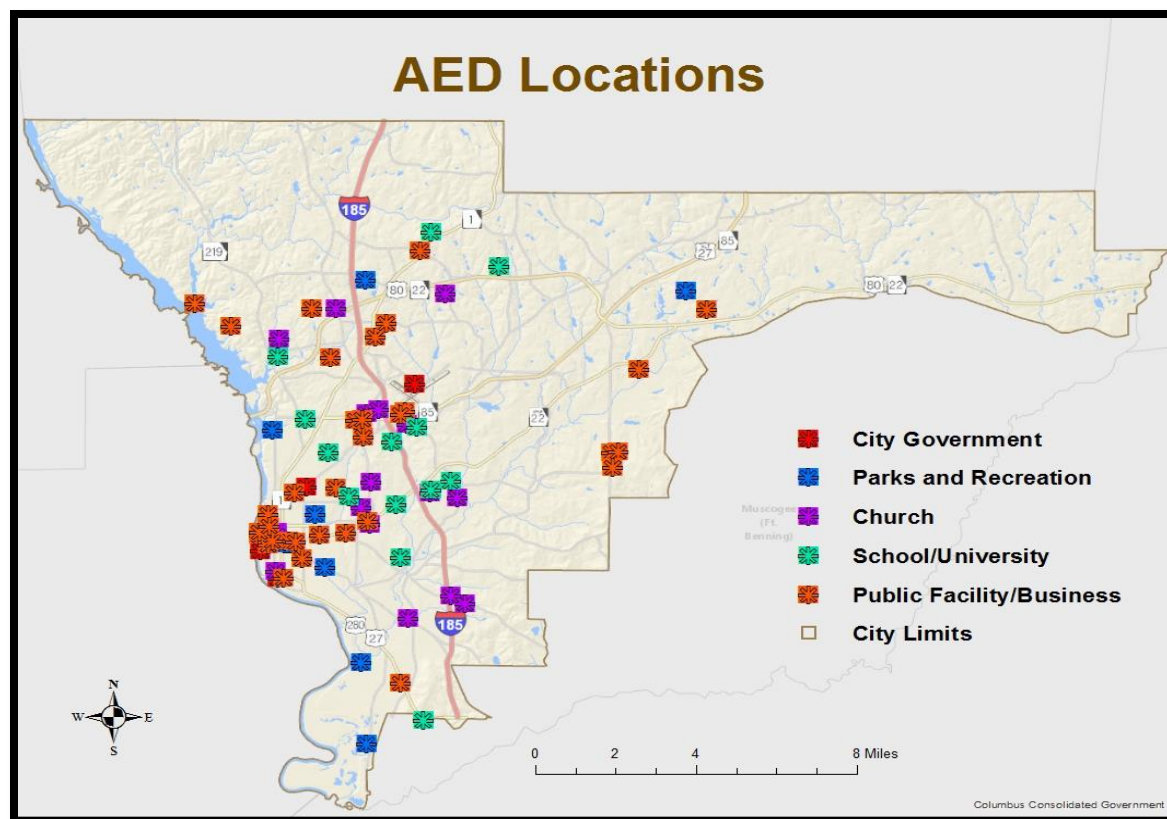 AED Locations
185
1
219
85
27
80
22
80
22
85
22
Muscogee
(Ft.
Benning)
City Government
Parks and Recreation
Church
School/University
Public Facility/Business
City Limits
280
27
185
N
W
E
S
0
2
4
8 Miles
Columbus Consolidated Government